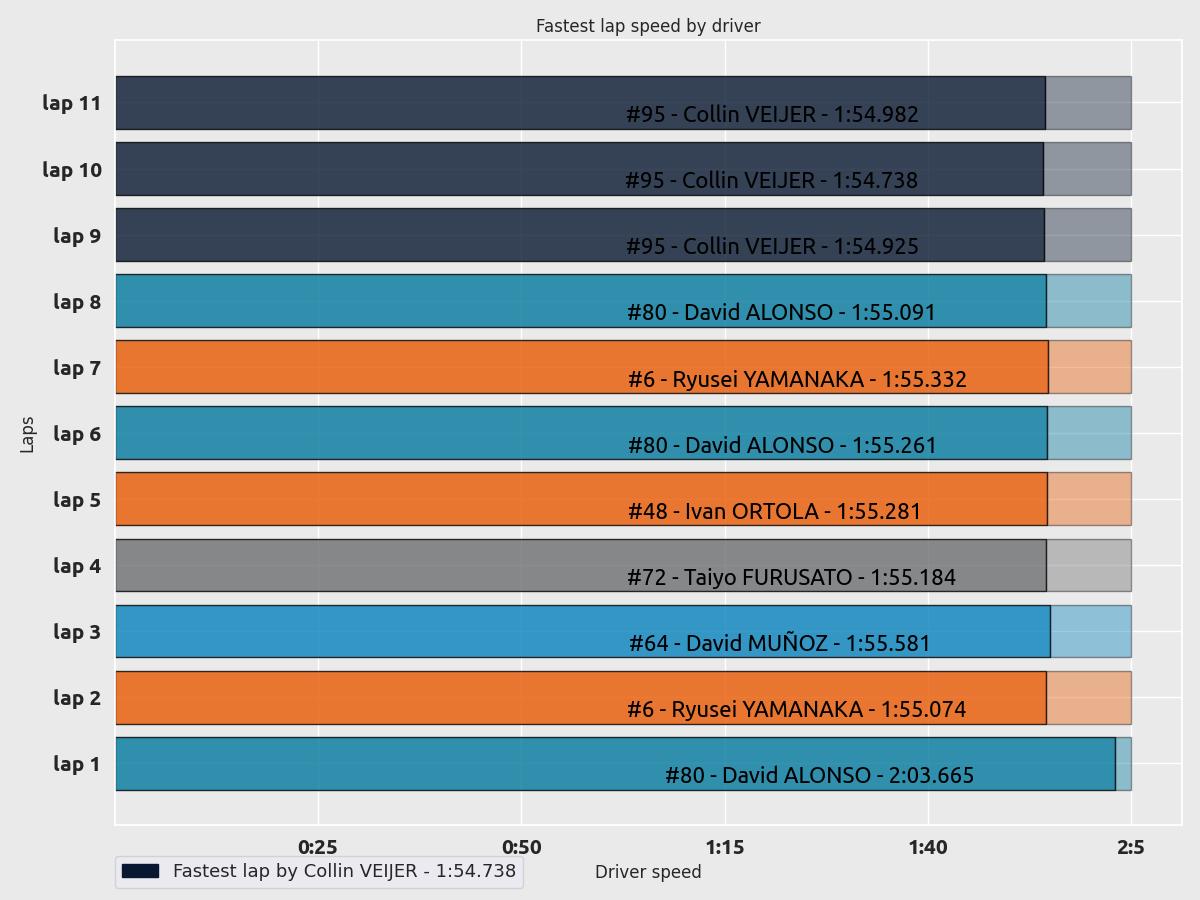 Fastest lap speed by driver
lap 11
#95 - Collin VEIJER - 1:54.982
lap 10
#95 - Collin VEIJER - 1:54.738
lap 9
#95 - Collin VEIJER - 1:54.925
lap 8
#80 - David ALONSO - 1:55.091
lap 7
#6 - Ryusei YAMANAKA - 1:55.332
lap 6
#80 - David ALONSO - 1:55.261
lap 5
#48 - Ivan ORTOLA - 1:55.281
lap 4
#72 - Taiyo FURUSATO - 1:55.184
lap 3
#64 - David MUÑOZ - 1:55.581
lap 2
#6 - Ryusei YAMANAKA - 1:55.074
lap 1
#80 - David ALONSO - 2:03.665
Laps
0:25 0:50 1:15 1:40 2:5
Driver speed
Fastest lap by Collin VEIJER - 1:54.738